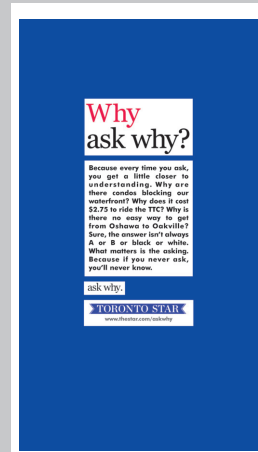 Why
ask why?
Because every time you ask,
you get a little closer to
understanding. Why are
there condos blocking our
waterfront? Why does it cost
$2.75 to ride the TTC? Why is
there no easy way to get
from Oshawa to Oakville?
Sure, the answer isn't always
A or B or black or white.
What matters is the asking.
Because if you never ask,
you'll never know.
ask why.
TORONTO STAR
www.thestar.com/askwhy